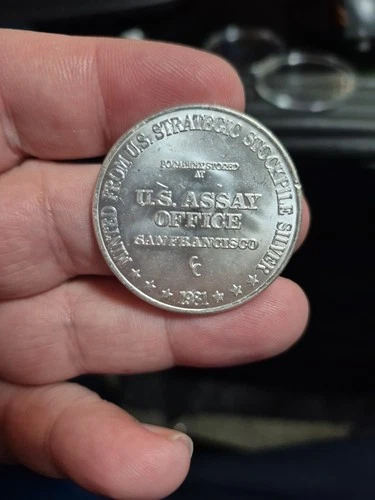 MINTED FROM U.S. STRATEGIC STOCKPILE SILVER
FORMERLY STORED
AT
U.S. ASSAY
OFFICE
SAN FRANCISCO
1981